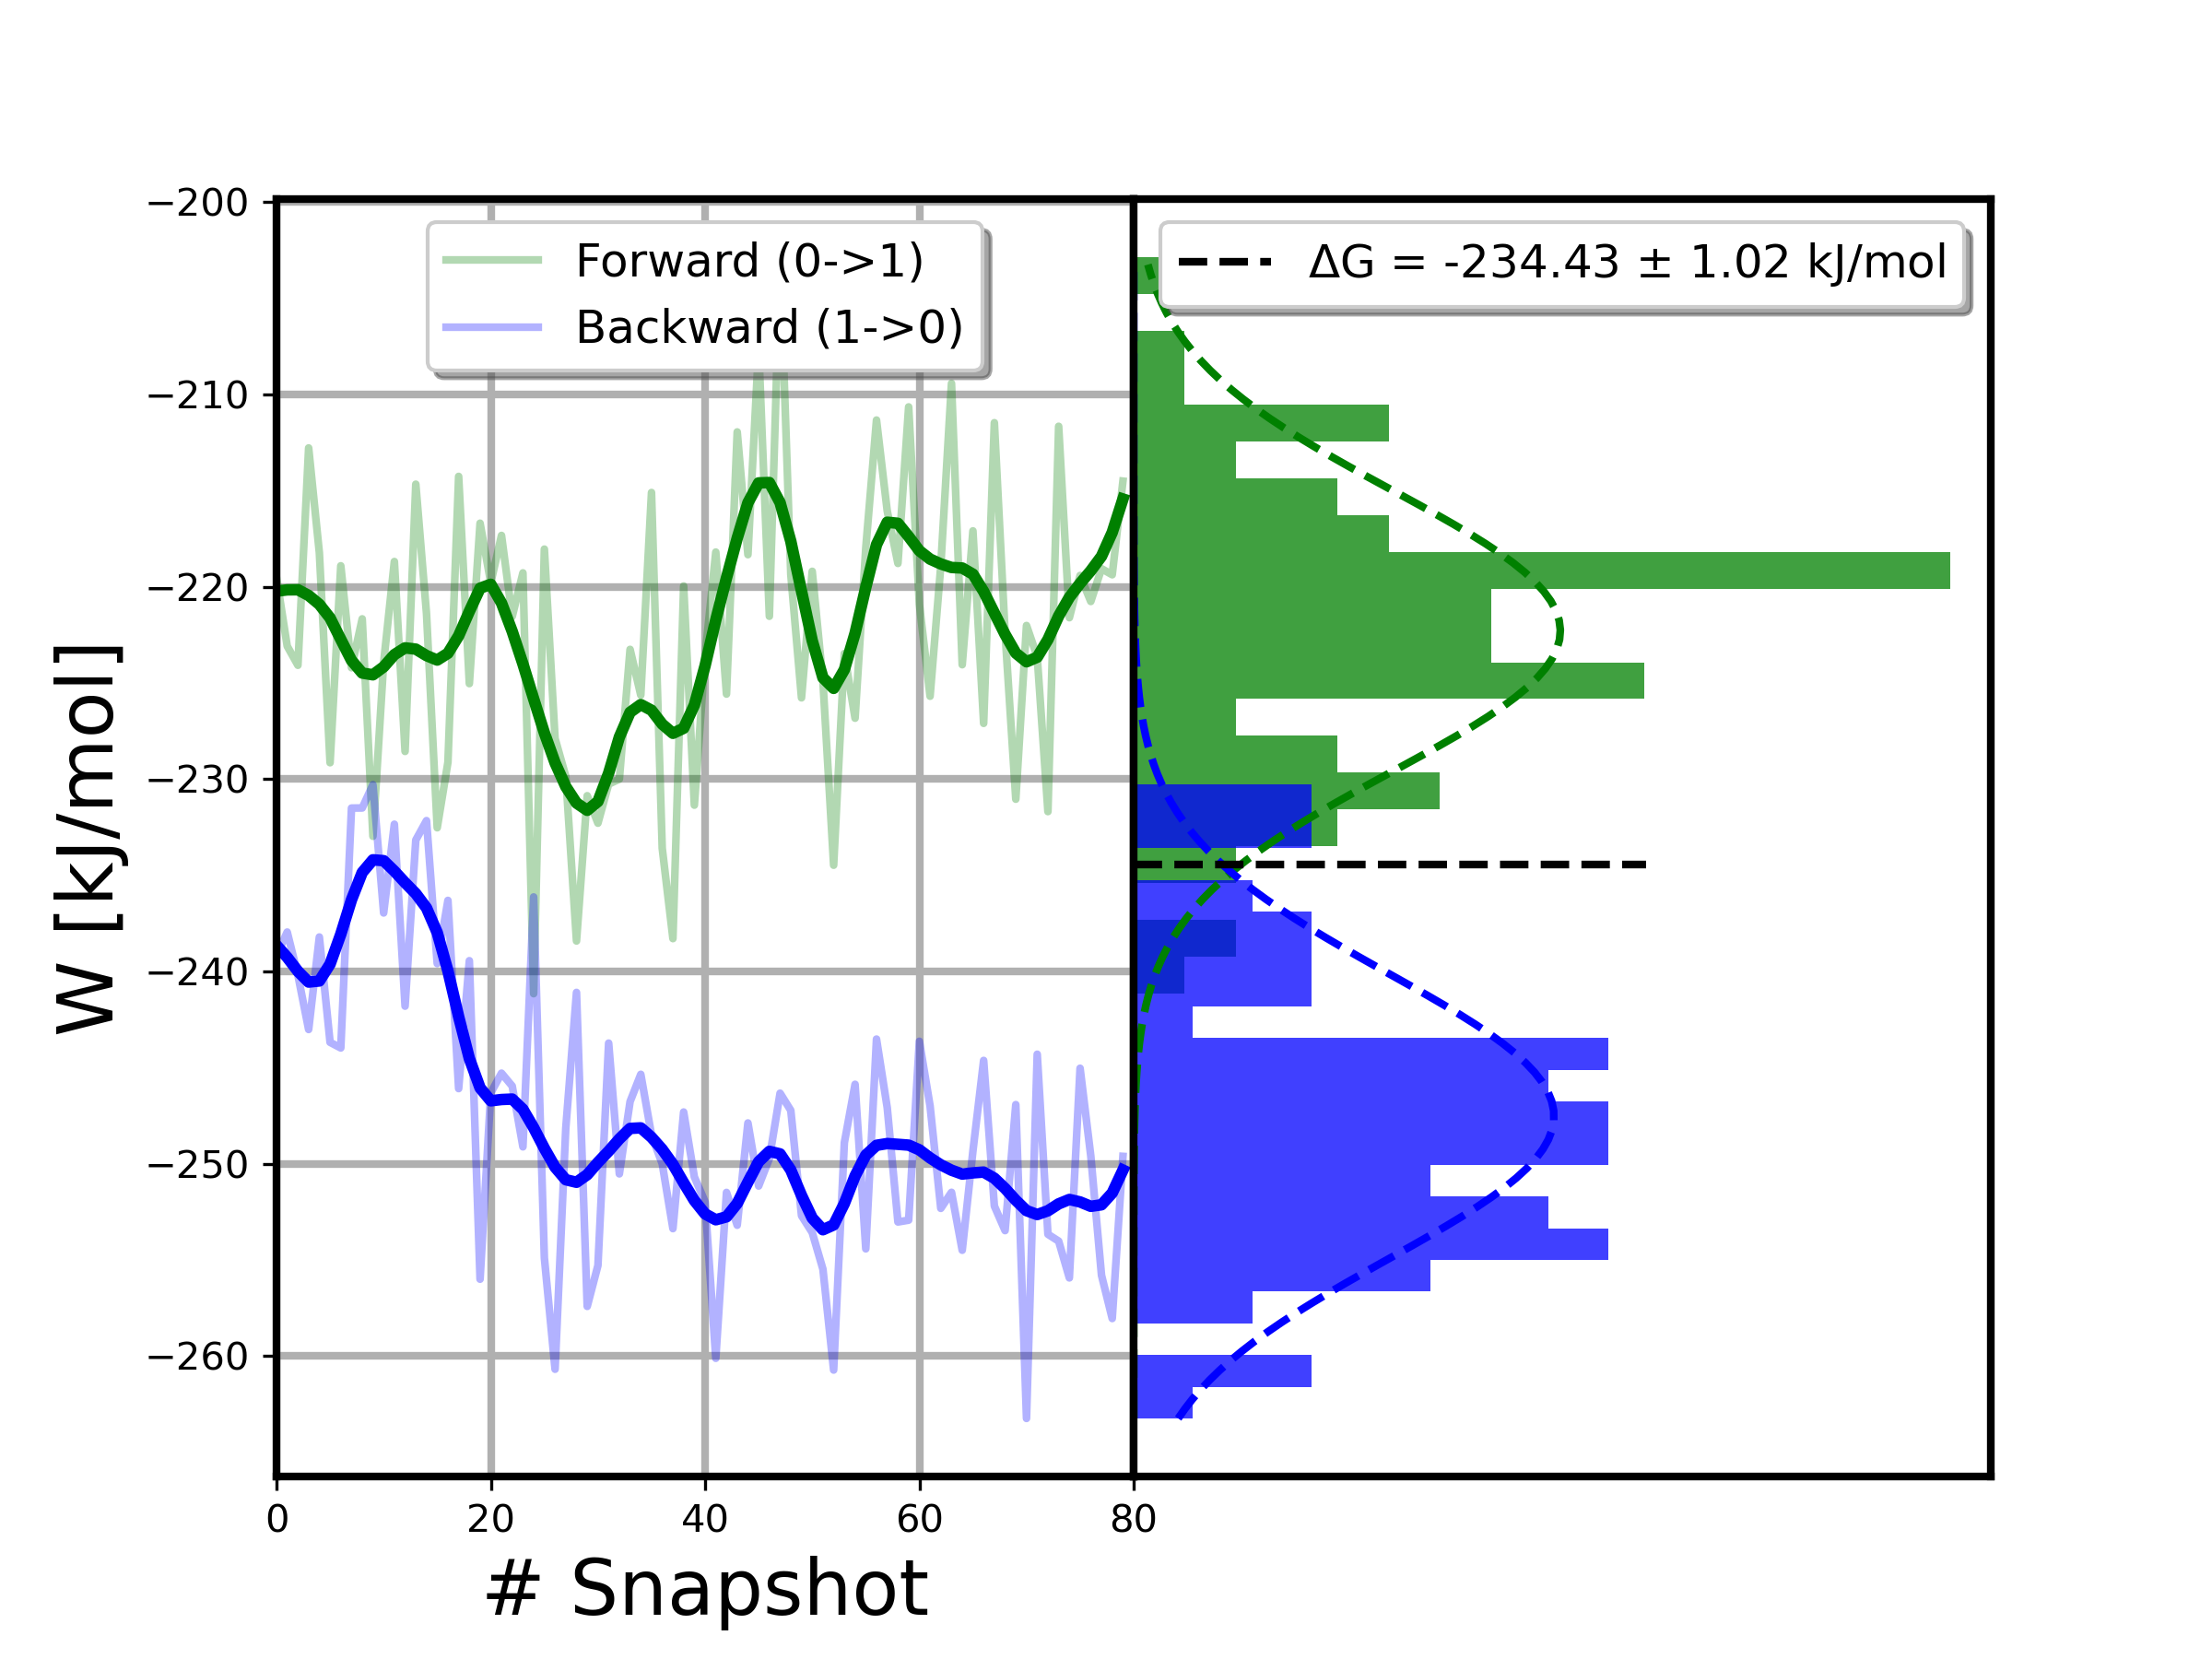 Forward (0->1)
Backward (1->0)
ΔG = -234.43 ± 1.02 kJ/mol
−200
−210
−220
−230
−240
−250
−260
W [kJ/mol]
0 20 40 60 80
# Snapshot